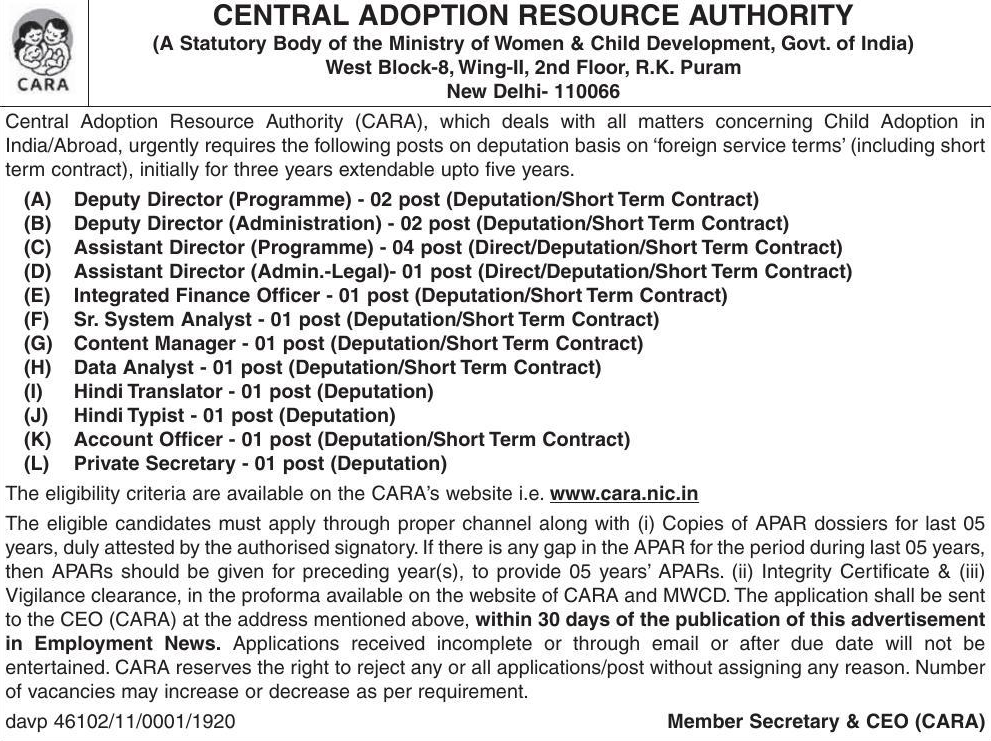 CARA
CENTRAL ADOPTION RESOURCE AUTHORITY
(A Statutory Body of the Ministry of Women & Child Development, Govt. of India)
West Block-8, Wing-II, 2nd Floor, R.K. Puram
New Delhi- 110066
Central Adoption Resource Authority (CARA), which deals with all matters concerning Child Adoption in
India/Abroad, urgently requires the following posts on deputation basis on ‘foreign service terms’ (including short
term contract), initially for three years extendable upto five years.
(A) Deputy Director (Programme) - 02 post (Deputation/Short Term Contract)
(B) Deputy Director (Administration) - 02 post (Deputation/Short Term Contract)
(C) Assistant Director (Programme) - 04 post (Direct/Deputation/Short Term Contract)
(D) Assistant Director (Admin.-Legal)- 01 post (Direct/Deputation/Short Term Contract)
(E) Integrated Finance Officer - 01 post (Deputation/Short Term Contract)
(F) Sr. System Analyst - 01 post (Deputation/Short Term Contract)
(G) Content Manager - 01 post (Deputation/Short Term Contract)
(H) Data Analyst - 01 post (Deputation/Short Term Contract)
(I) Hindi Translator - 01 post (Deputation)
(J) Hindi Typist - 01 post (Deputation)
(K) Account Officer - 01 post (Deputation/Short Term Contract)
(L) Private Secretary - 01 post (Deputation)
The eligibility criteria are available on the CARA’s website i.e. www.cara.nic.in
The eligible candidates must apply through proper channel along with (i) Copies of APAR dossiers for last 05
years, duly attested by the authorised signatory. If there is any gap in the APAR for the period during last 05 years,
then APARs should be given for preceding year(s), to provide 05 years’ APARs. (ii) Integrity Certificate & (iii)
Vigilance clearance, in the proforma available on the website of CARA and MWCD. The application shall be sent
to the CEO (CARA) at the address mentioned above, within 30 days of the publication of this advertisement
in Employment News. Applications received incomplete or through email or after due date will not be
entertained. CARA reserves the right to reject any or all applications/post without assigning any reason. Number
of vacancies may increase or decrease as per requirement.
davp 46102/11/0001/1920
Member Secretary & CEO (CARA)